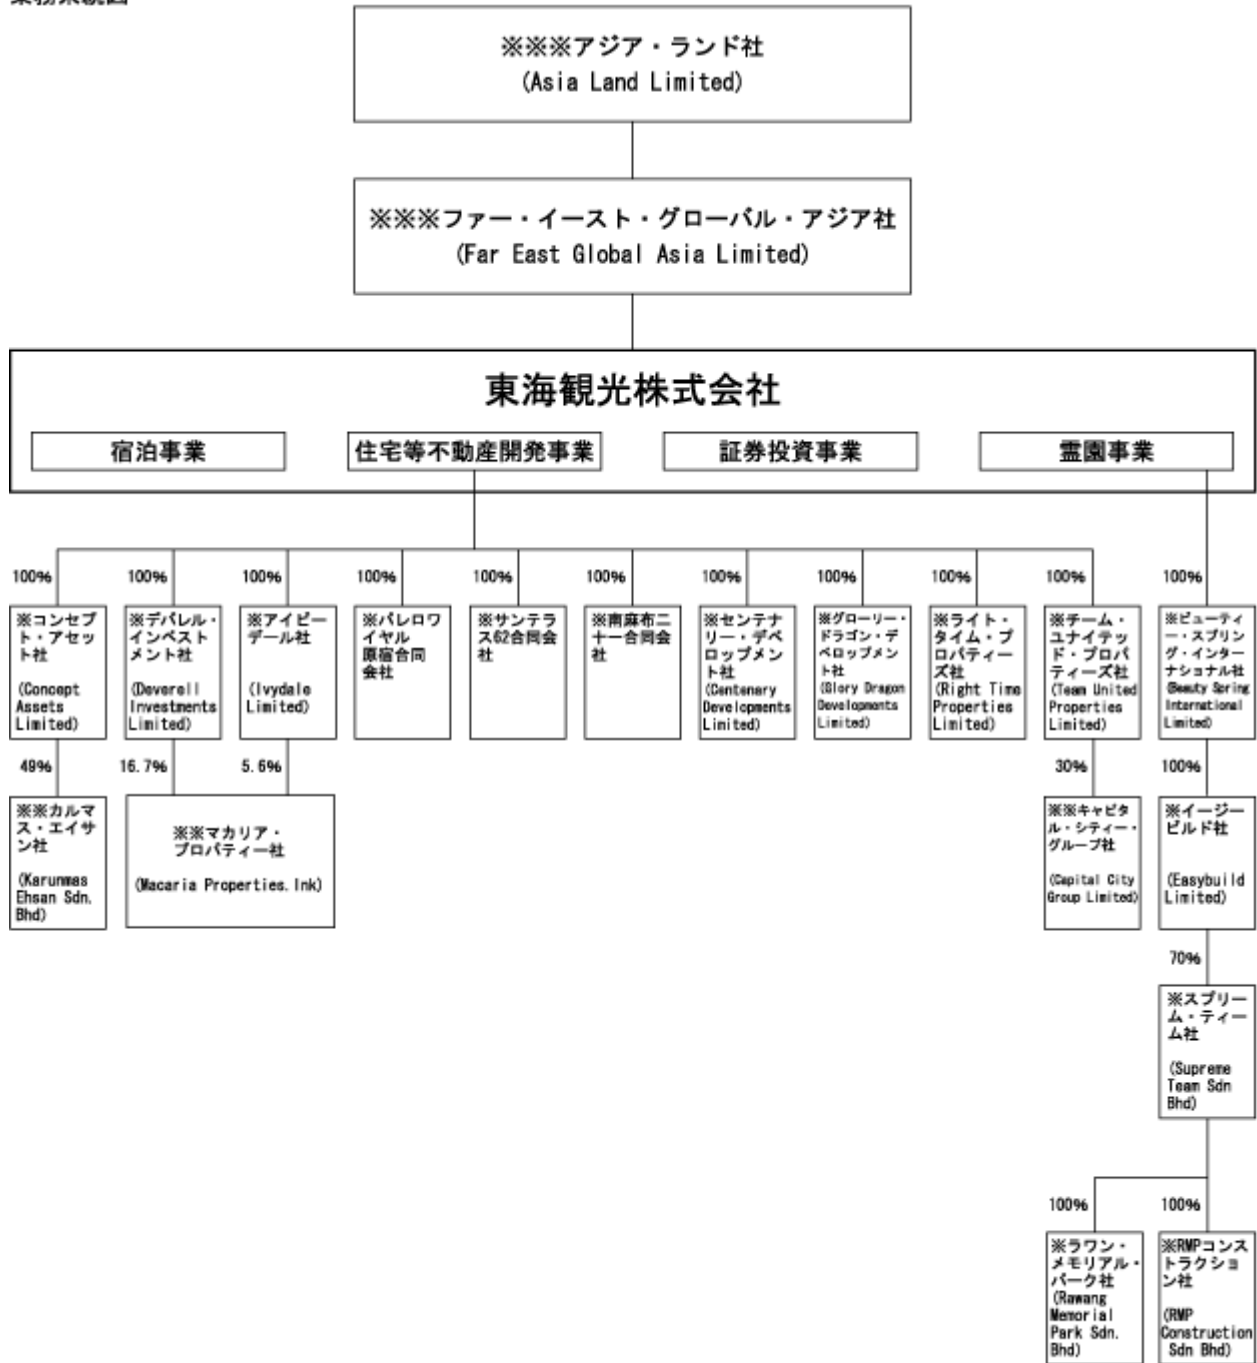 ※※※アジア・ランド社
(Asia Land Limited)
※※※ファー・イースト・グローバル・アジア社
(Far East Global Asia Limited)
東海観光株式会社
宿泊事業
住宅等不動産開発事業
証券投資事業
霊園事業
100%
100%
100%
100%
100%
100%
100%
100%
100%
100%
100%
※コンセプ
ト・アセッ
ト社
(Concept
Assets
Limited)
※デバレル・
インベスト
メント社
(Deverell
Investments
Limited)
※アイビー
デール社
(Ivydale
Limited)
※パレロワ
イヤル
原宿合同
会社
※サンテラ
ス62合同会
社
※南麻布二
十一合同会
社
※センテナ
リー・デベ
ロップメン
ト社
(Centenary
Developments
Limited)
※グローリー・
ドラゴン・デ
ベロップメン
ト社
(Glory Dragon
Developments
Limited)
※ライト・
タイム・プ
ロパティー
ズ社
(Right Time
Properties
Limited)
※チーム・
ユナイテッ
ド・プロパ
ティーズ社
(Team United
Properties
Limited)
※ビューティ
ー・スプリン
グ・インター
ナショナル社
(Beauty Spring
International
Limited)
49%
16.7%
5.6%
30%
100%
※※カルマ
ス・エイサ
ン社
(Karunmas
Ehsan Sdn.
Bhd)
※※マカリア・
プロパティー社
(Macaria Properties.Ink)
※※キャピタ
ル・シティー・
グループ社
(Capital City
Group Limited)
※イージー
ビルド社
(Easybuild
Limited)
70%
※スプリー
ム・ティー
ム社
(Supreme
Team Sdn
Bhd)
100%
100%
※ラワン・
メモリアル・
パーク社
(Rawang
Memorial
Park Sdn.
Bhd)
※RMPコンス
トラクショ
ン社
(RMP
Construction
Sdn Bhd)